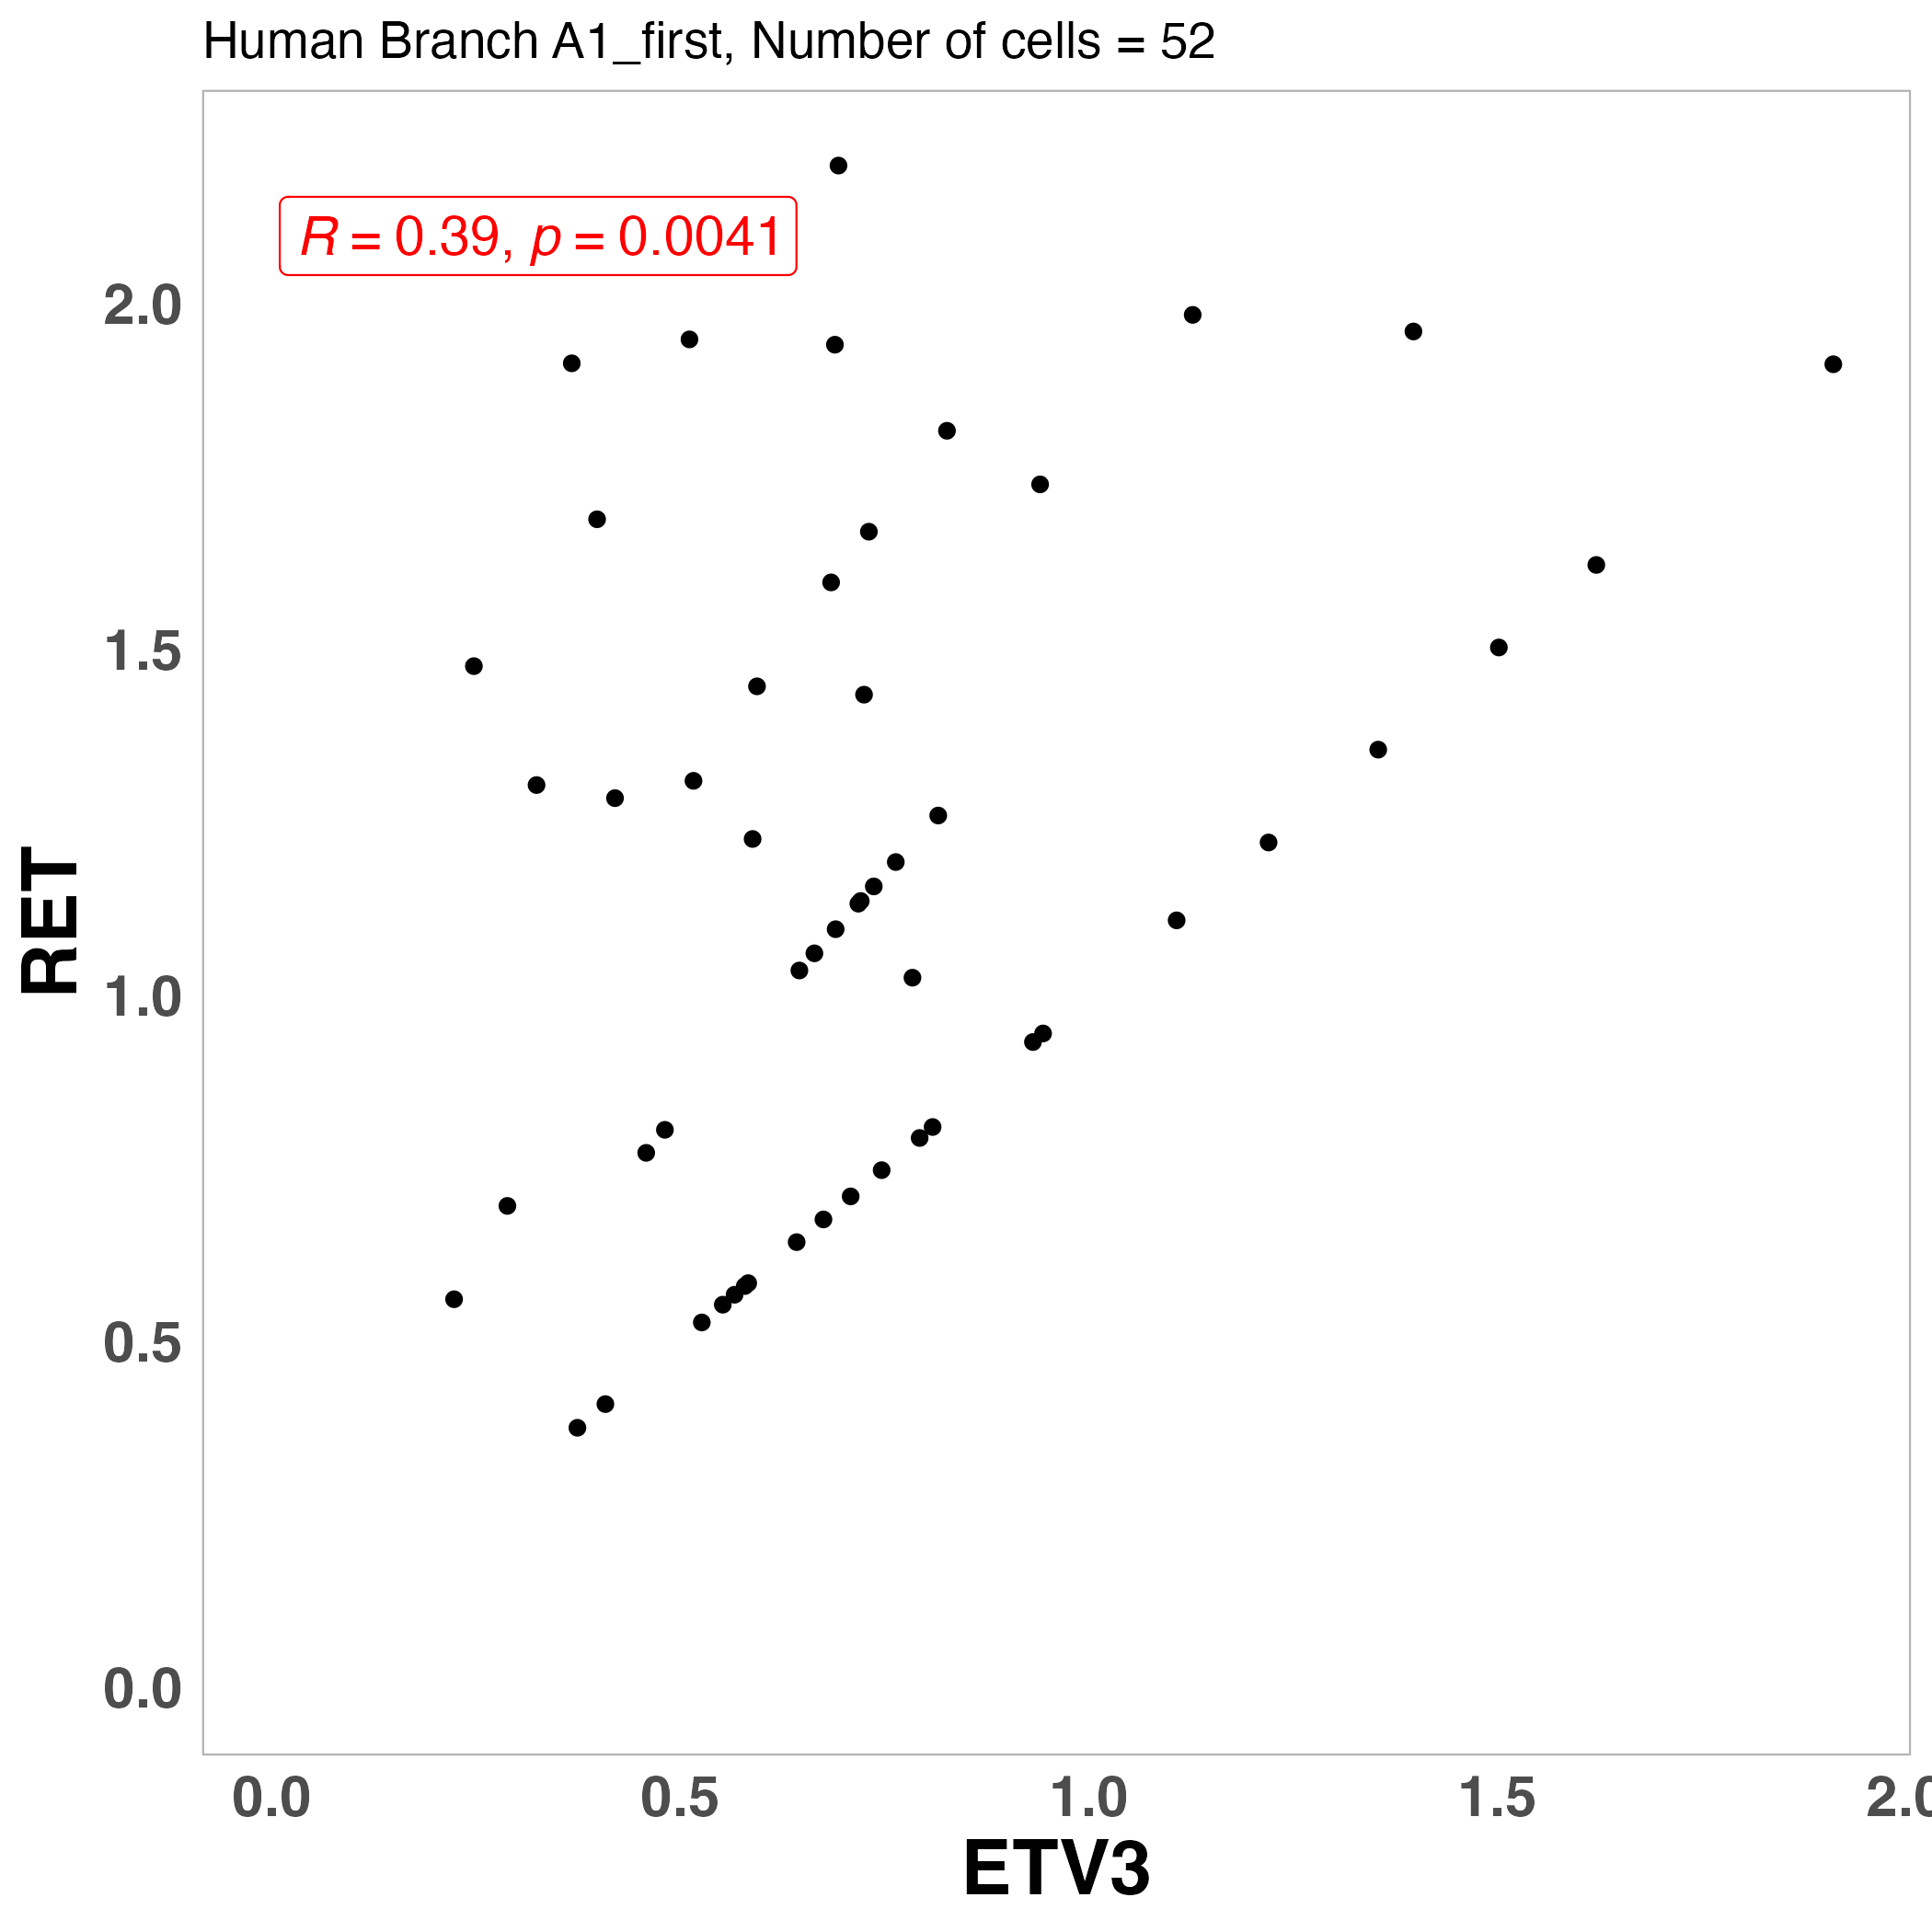 Human Branch A1_first, Number of cells = 52
R = 0.39, p = 0.0041
2.0
1.5
1.0
0.5
0.0
RET
0.0 0.5 1.0 1.5 2.0
ETV3